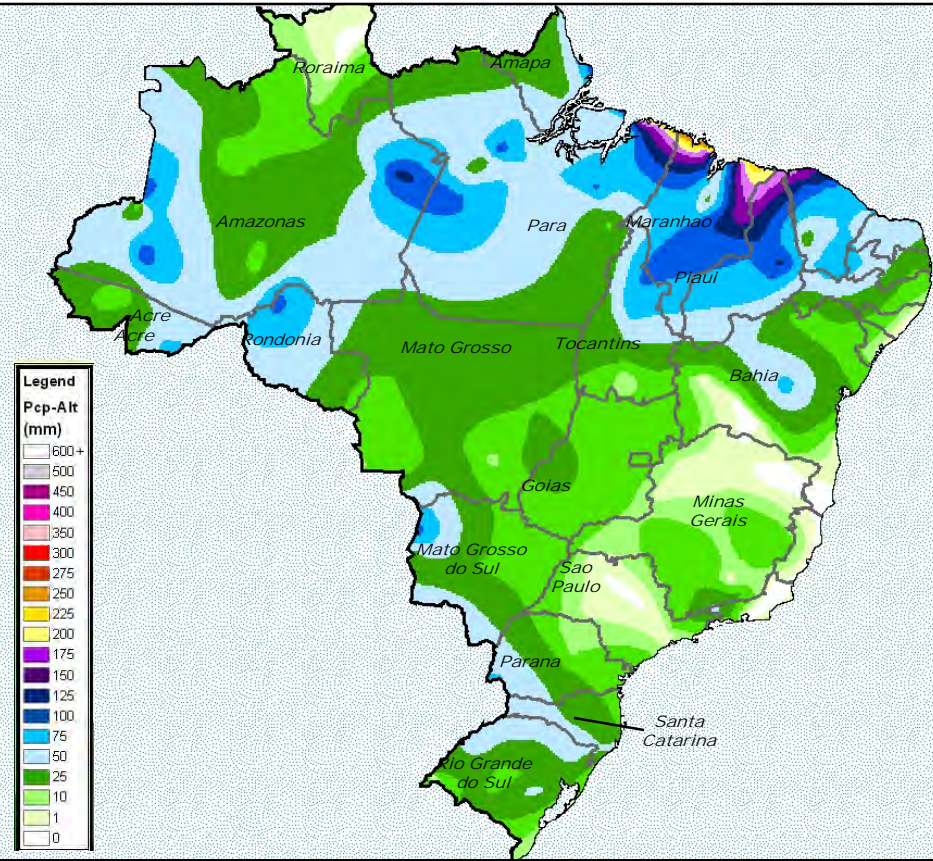 Roraima
Amapa
Amazonas
Para
Maranhao
Piaui
Acre
Acre
Rondonia
Mato Grosso
Tocantins
Bahia
Goias
Minas
Gerais
Mato Grosso
do Sul
Sao
Paulo
Parana
Santa
Catarina
Rio Grande
do Sul
Legend
Pcp-Alt
(mm)
600 +
500
450
400
350
300
275
250
225
200
175
150
125
100
75
50
25
10
1
0